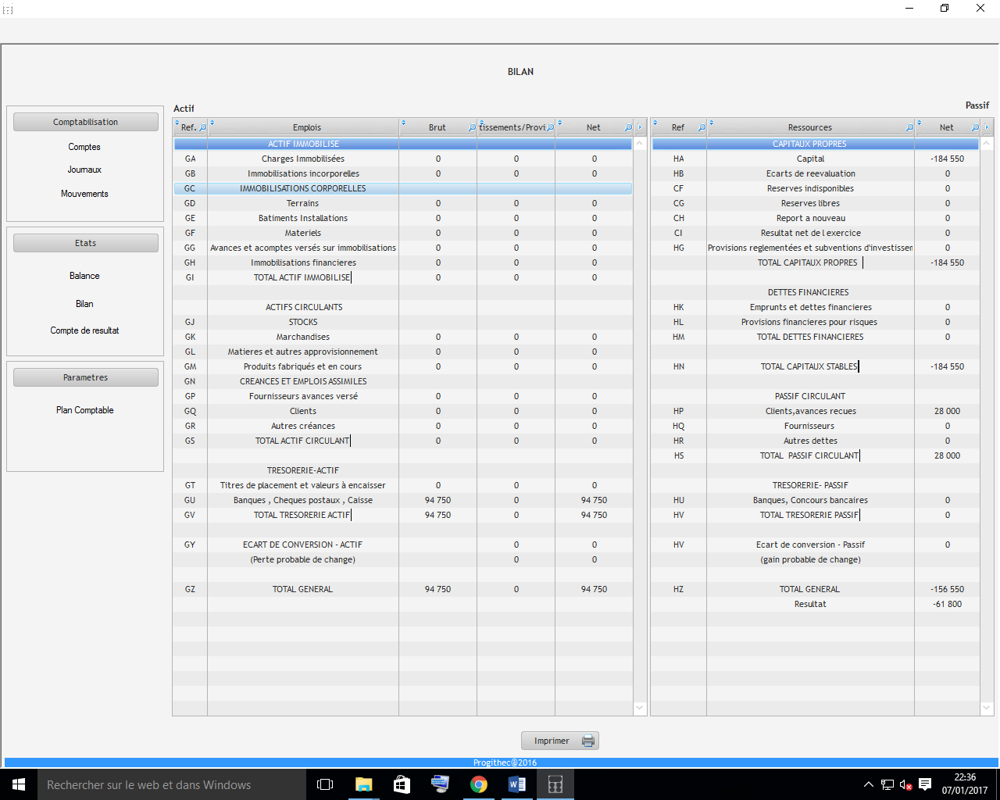 BILAN
Actif
Passif
Comptabilisation
Comptes
Journaux
Mouvements
Etats
Balance
Bilan
Compte de resultat
Parametres
Plan Comptable
Ref. Emplois Brut tissements/Provi: Net
ACTIF IMMOBILISE
GA Charges Immobilisées 0 0 0
GB Immobilisations incorporelles 0 0 0
GC IMMOBILISATIONS CORPORELLES
GD Terrains 0 0 0
GE Batiments Installations 0 0 0
GF Materiels 0 0 0
GG Avances et acomptes versés sur immobilisations 0 0 0
GH Immobilisations financieres 0 0 0
GI TOTAL ACTIF IMMOBILISE 0 0 0
ACTIFS CIRCULANTS
GJ STOCKS
GK Marchandises 0 0 0
GL Matieres et autres approvisionnement 0 0 0
GM Produits fabriqués et en cours 0 0 0
GN CREANCES ET EMPLOIS ASSIMILES
GP Fournisseurs avances versé 0 0 0
GQ Clients 0 0 0
GR Autres créances 0 0 0
GS TOTAL ACTIF CIRCULANT 0 0 0
TRESORERIE-ACTIF
GT Titres de placement et valeurs à encaisser 0 0 0
GU Banques , Cheques postaux , Caisse 94 750 0 94 750
GV TOTAL TRESORERIE ACTIF 94 750 0 94 750
GY ECART DE CONVERSION - ACTIF 0 0
(Perte probable de change) 0 0
GZ TOTAL GENERAL 94 750 0 94 750
Ref Ressources Net
CAPITAUX PROPRES
HA Capital -184 550
HB Ecarts de reevaluation 0
CF Reserves indisponibles 0
CG Reserves libres 0
CH Report a nouveau 0
CI Resultat net de l exercice 0
HG Provisions reglementées et subventions d'investissem 0
TOTAL CAPITAUX PROPRES -184 550
DETTES FINANCIERES
HK Emprunts et dettes financieres 0
HL Provisions financieres pour risques 0
HM TOTAL DETTES FINANCIERES 0
HN TOTAL CAPITAUX STABLES -184 550
PASSIF CIRCULANT
HP Clients,avances recues 28 000
HQ Fournisseurs 0
HR Autres dettes 0
HS TOTAL PASSIF CIRCULANT 28 000
TRESORERIE- PASSIF
HU Banques, Concours bancaires 0
HV TOTAL TRESORERIE PASSIF 0
HV Ecart de conversion - Passif 0
(gain probable de change)
HZ TOTAL GENERAL -156 550
Resultat -61 800
Imprimer
Progithec@2016
Rechercher sur le web et dans Windows
22:36
07/01/2017